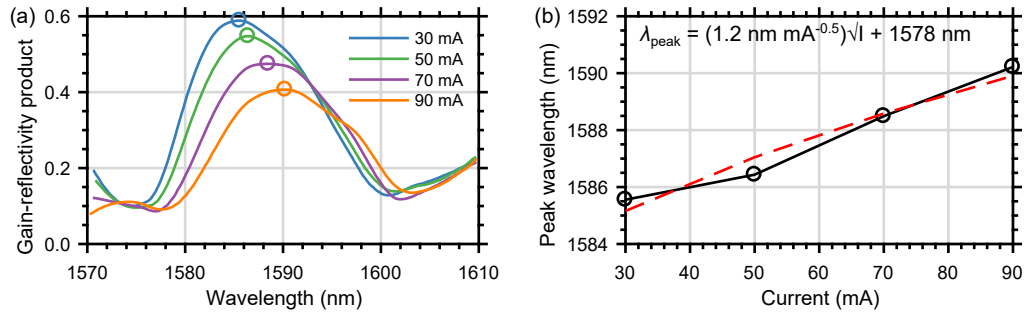 (a)
Gain-reflectivity product
0.6
0.4
0.2
0.0
30 mA
50 mA
70 mA
90 mA
1570 1580 1590 1600 1610
Wavelength (nm)
(b)
Peak wavelength (nm)
1592
1590
1588
1586
1584
λpeak = (1.2 nm mA-0.5)√I + 1578 nm
30 40 50 60 70 80 90
Current (mA)